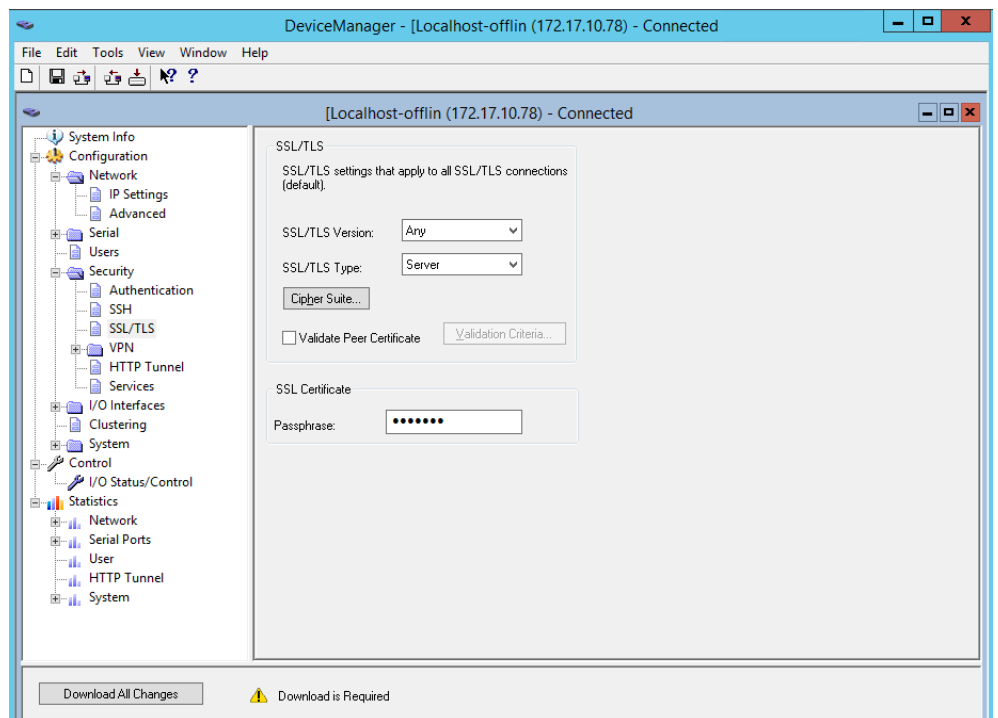 DeviceManager - [Localhost-offlin (172.17.10.78) - Connected
File Edit Tools View Window Help
[Localhost-offlin (172.17.10.78) - Connected
System Info
Configuration
Network
IP Settings
Advanced
Serial
Users
Security
Authentication
SSH
SSL/TLS
VPN
HTTP Tunnel
Services
I/O Interfaces
Clustering
System
Control
I/O Status/Control
Statistics
Network
Serial Ports
User
HTTP Tunnel
System
SSL/TLS
SSL/TLS settings that apply to all SSL/TLS connections
(default).
SSL/TLS Version: Any
SSL/TLS Type: Server
Cipher Suite...
Validate Peer Certificate Validation Criteria...
SSL Certificate
Passphrase: •••••••
Download All Changes Download is Required